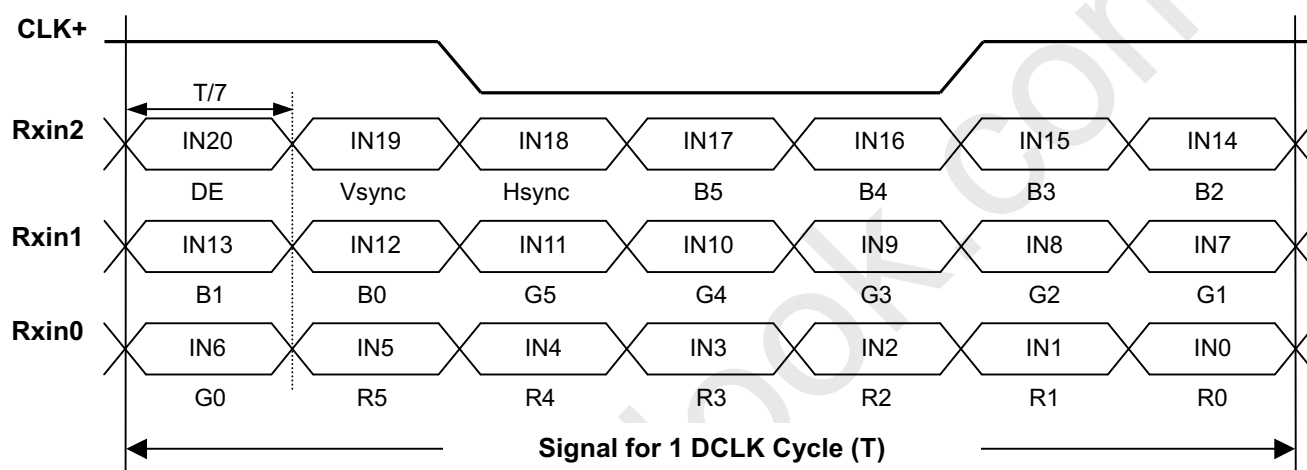 CLK+
T/7
Rxin2 IN20 IN19 IN18 IN17 IN16 IN15 IN14
DE Vsync Hsync B5 B4 B3 B2
Rxin1 IN13 IN12 IN11 IN10 IN9 IN8 IN7
B1 B0 G5 G4 G3 G2 G1
Rxin0 IN6 IN5 IN4 IN3 IN2 IN1 IN0
G0 R5 R4 R3 R2 R1 R0
Signal for 1 DCLK Cycle (T)